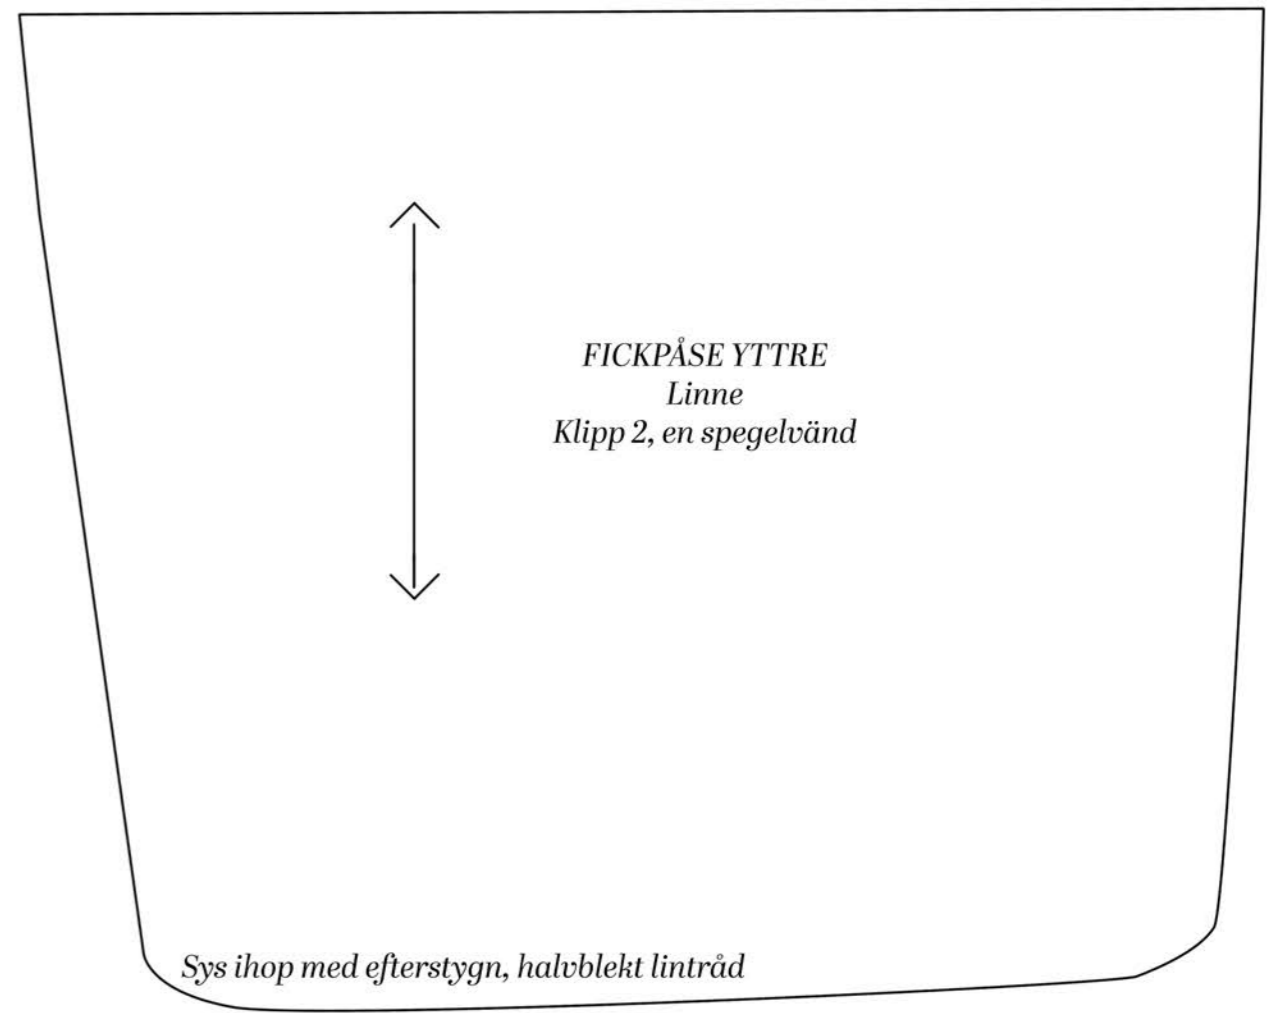 FICKPÅSE YTTRE
Linne
Klipp 2, en spegelvänd
Sys ihop med efterstygn, halvblekt lintråd